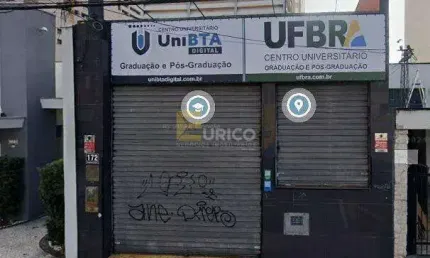 CENTRO UNIVERSITÁRIO
UniBTA
DIGITAL
Graduação e Pós-Graduação
unibtadigital.com.br
UFBRA
CENTRO UNIVERSITÁRIO
GRADUAÇÃO E PÓS-GRADUAÇÃO
ufbra.com.br
EURICO
172